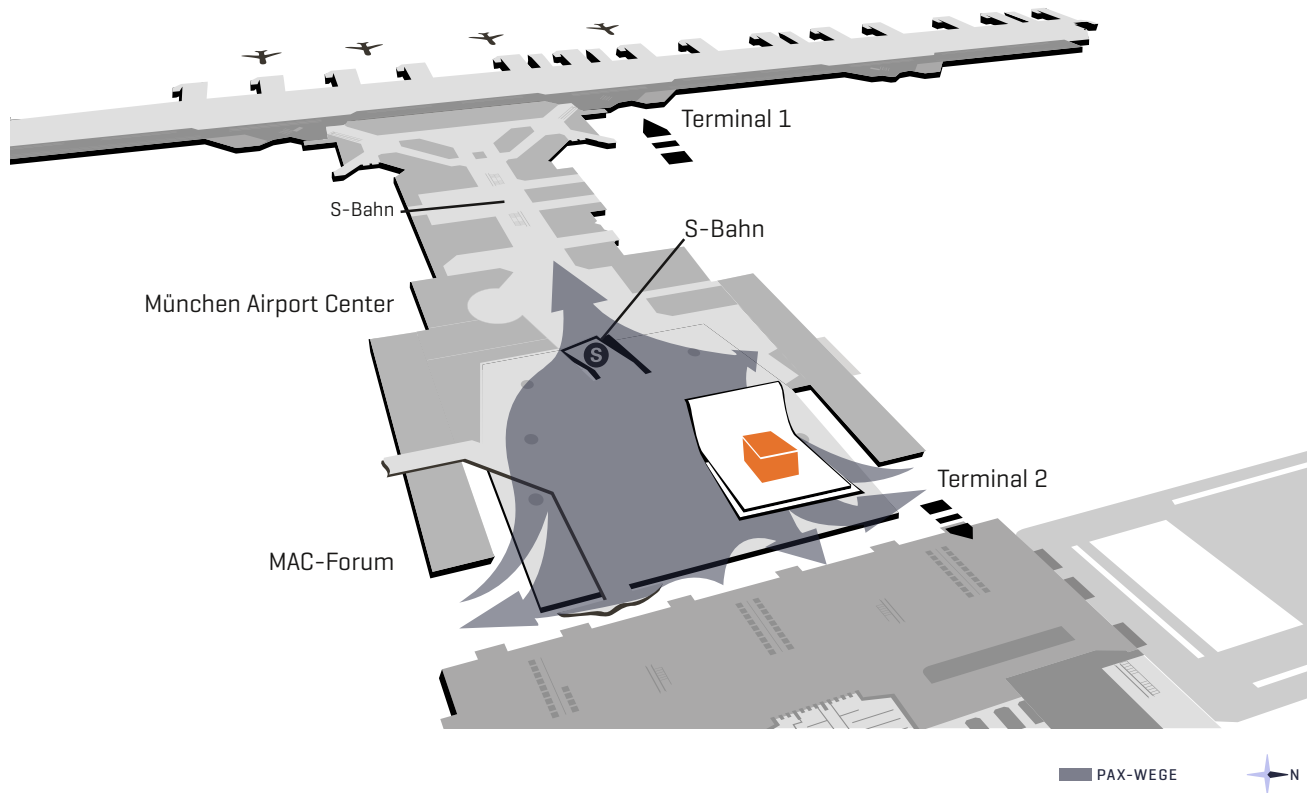 Terminal 1
S-Bahn
S-Bahn
München Airport Center
S
Terminal 2
MAC-Forum
PAX-WEGE
N